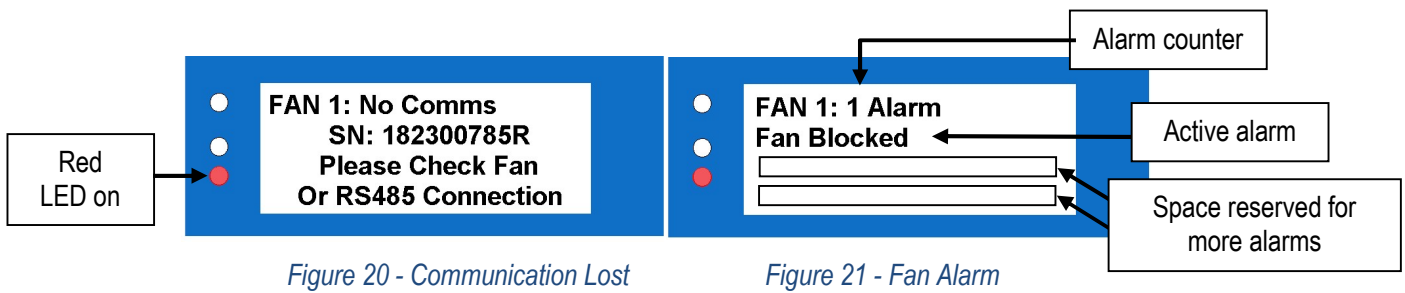 Alarm counter
FAN 1: No Comms
SN: 182300785R
Please Check Fan
Or RS485 Connection
Red
LED on
FAN 1: 1 Alarm
Fan Blocked
Active alarm
Space reserved for
more alarms
Figure 20 - Communication Lost
Figure 21 - Fan Alarm